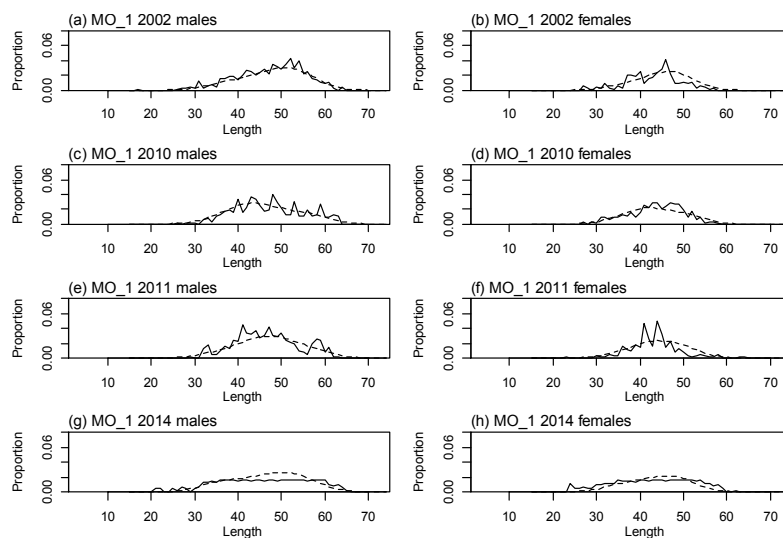 (a) MO_1 2002 males
Proportion
0.00 0.06
10 20 30 40 50 60 70
Length
(b) MO_1 2002 females
Proportion
0.00 0.06
10 20 30 40 50 60 70
Length
(c) MO_1 2010 males
Proportion
0.00 0.06
10 20 30 40 50 60 70
Length
(d) MO_1 2010 females
Proportion
0.00 0.06
10 20 30 40 50 60 70
Length
(e) MO_1 2011 males
Proportion
0.00 0.06
10 20 30 40 50 60 70
Length
(f) MO_1 2011 females
Proportion
0.00 0.06
10 20 30 40 50 60 70
Length
(g) MO_1 2014 males
Proportion
0.00 0.06
10 20 30 40 50 60 70
Length
(h) MO_1 2014 females
Proportion
0.00 0.06
10 20 30 40 50 60 70
Length